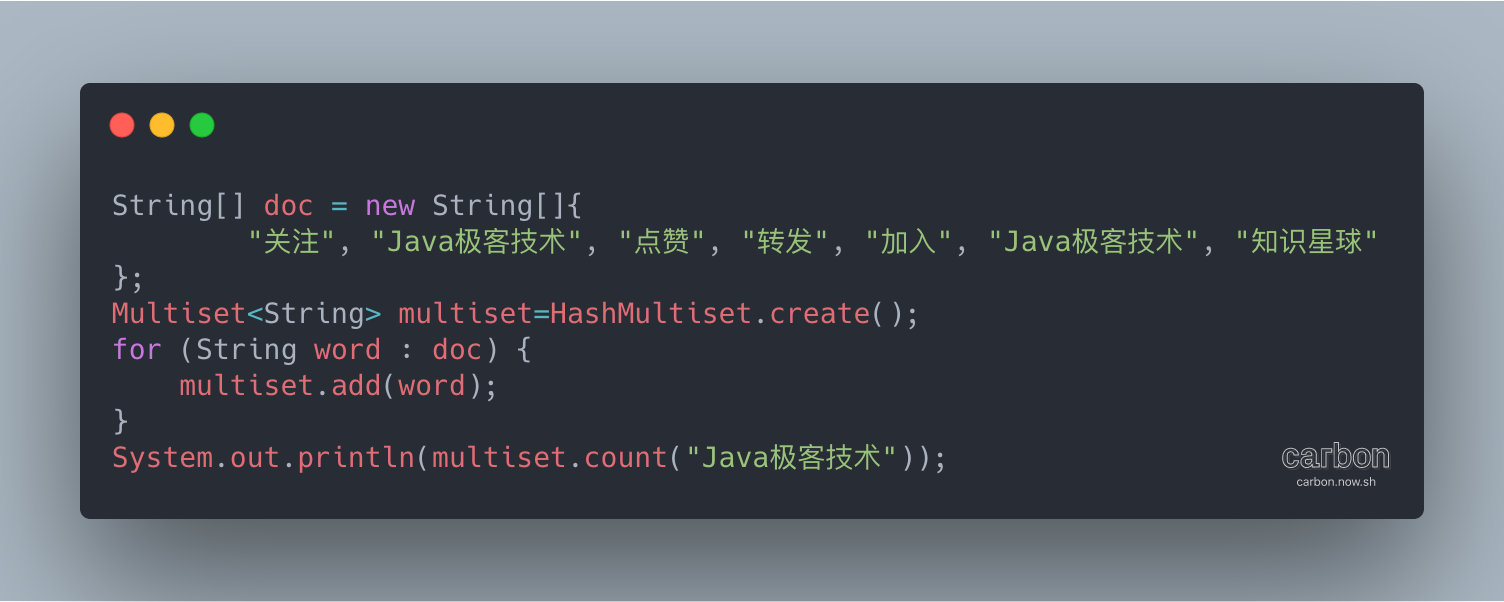 String[] doc = new String[]{
        "关注", "Java极客技术", "点赞", "转发", "加入", "Java极客技术", "知识星球"
};
Multiset<String> multiset=HashMultiset.create();
for (String word : doc) {
    multiset.add(word);
}
System.out.println(multiset.count("Java极客技术"));
carbon
carbon.now.sh